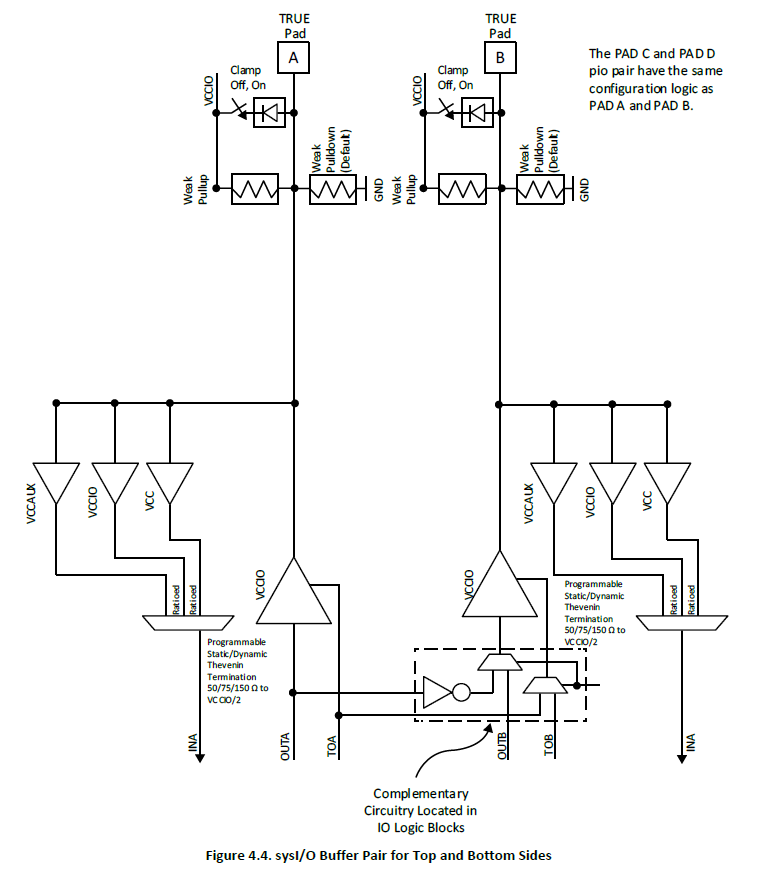 TRUE
Pad
A
TRUE
Pad
B
The PAD C and PAD D
pio pair have the same
configuration logic as
PAD A and PAD B.
VCCIO
Clamp
Off, On
VCCIO
Clamp
Off, On
Weak
Pullup
Weak
Pulldown
(Default)
GND
Weak
Pullup
Weak
Pulldown
(Default)
GND
VCCAUX
VCCIO
VCC
VCCIO
VCCIO
VCCAUX
VCCIO
VCC
Ratioed
Ratioed
Programmable
Static/Dynamic
Thevenin
Termination
50/75/150 Ω to
VCCIO/2
Programmable
Static/Dynamic
Thevenin
Termination
50/75/150 Ω to
VCCIO/2
Ratioed
Ratioed
INA
OUTA
TOA
OUTB
TOB
INA
Complementary
Circuitry Located in
IO Logic Blocks
Figure 4.4. sysI/O Buffer Pair for Top and Bottom Sides